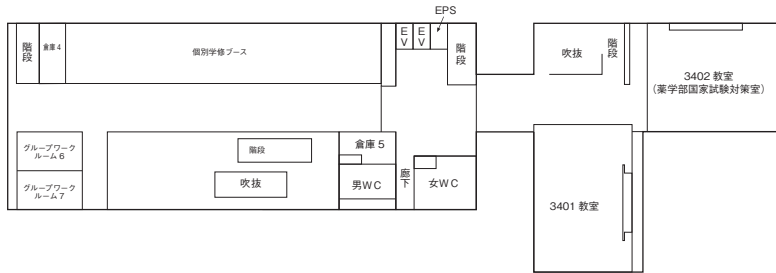 EPS
階段
倉庫4
個別学修ブース
EV
EV
階段
吹抜
階段
3402 教室
(薬学部国家試験対策室)
グループワーク
ルーム 6
グループワーク
ルーム 7
階段
吹抜
倉庫 5
男WC
廊下
女WC
3401 教室